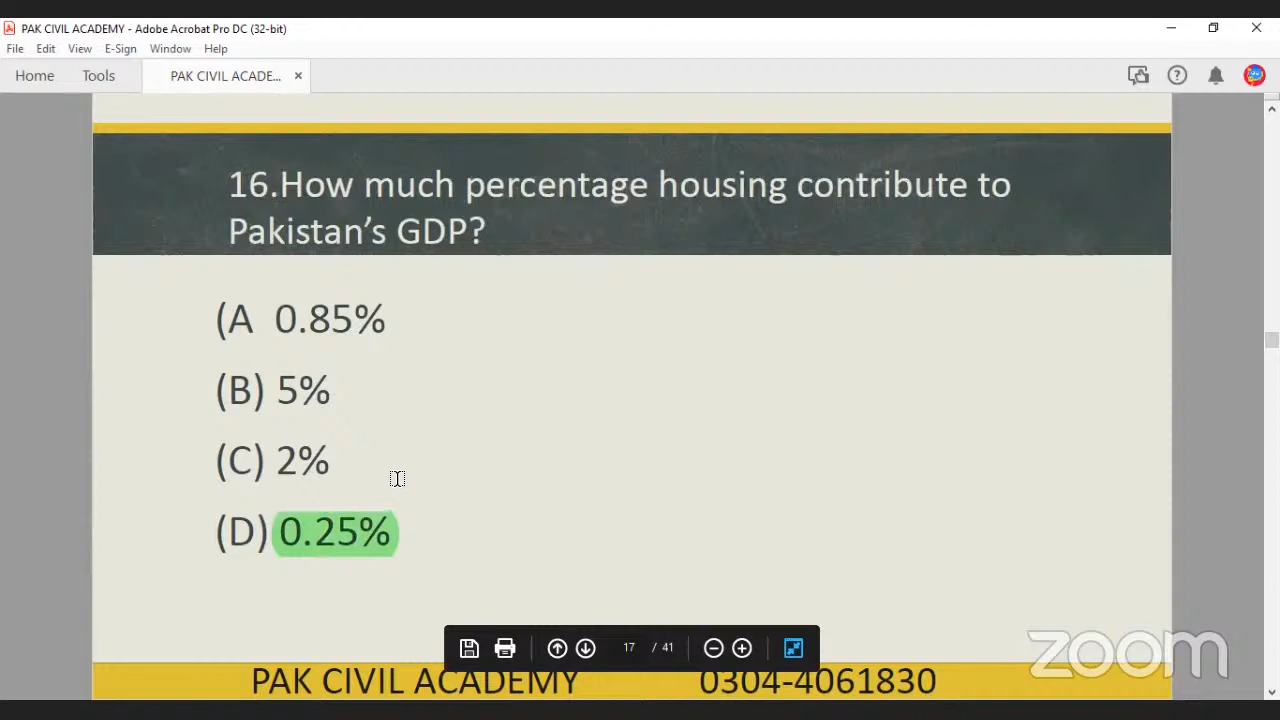 PAK CIVIL ACADEMY - Adobe Acrobat Pro DC (32-bit)
File Edit View E-Sign Window Help
Home Tools PAK CIVIL ACADE... ×
16.How much percentage housing contribute to
Pakistan’s GDP?
(A 0.85%
(B) 5%
(C) 2%
(D) 0.25%
17 / 41
PAK CIVIL ACADEMY 0304-4061830
zoom